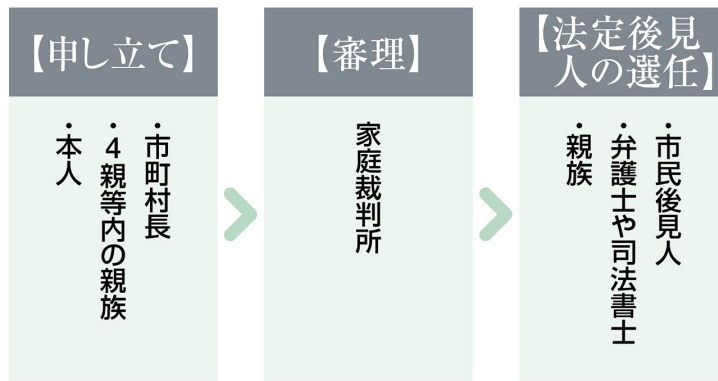 【申し立て】
・市町村長
・4親等内の親族
・本人
【審理】
家庭裁判所
【法定後見
人の選任】
・市民後見人
・弁護士や司法書士
・親族